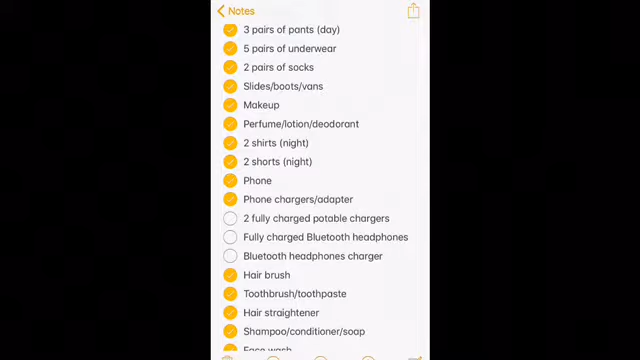 Notes
3 pairs of pants (day)
5 pairs of underwear
2 pairs of socks
Slides/boots/vans
Makeup
Perfume/lotion/deodorant
2 shirts (night)
2 shorts (night)
Phone
Phone chargers/adapter
2 fully charged potable chargers
Fully charged Bluetooth headphones
Bluetooth headphones charger
Hair brush
Toothbrush/toothpaste
Hair straightener
Shampoo/conditioner/soap
Face wash